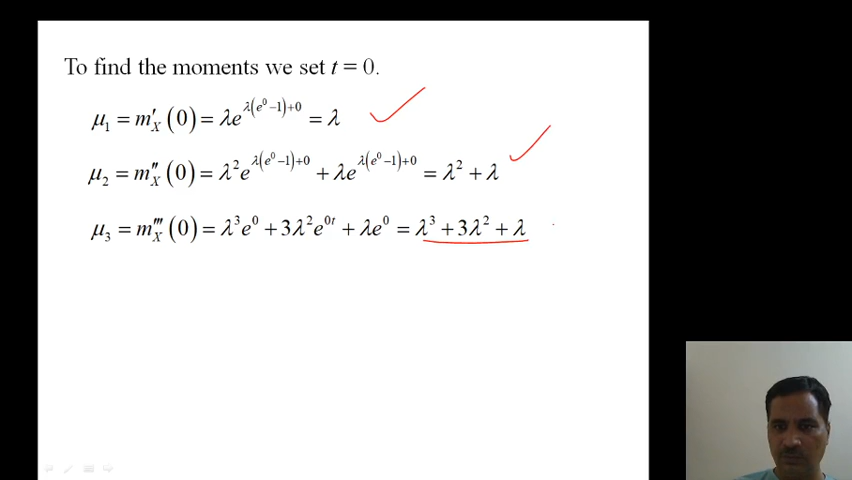 To find the moments we set t = 0.
μ₁ = m′_X (0) = λe^{λ(e⁰−1)+0} = λ
μ₂ = m″_X (0) = λ²e^{λ(e⁰−1)+0} + λe^{λ(e⁰−1)+0} = λ² + λ
μ₃ = m‴_X (0) = λ³e⁰ + 3λ²e^{0t} + λe⁰ = λ³ + 3λ² + λ